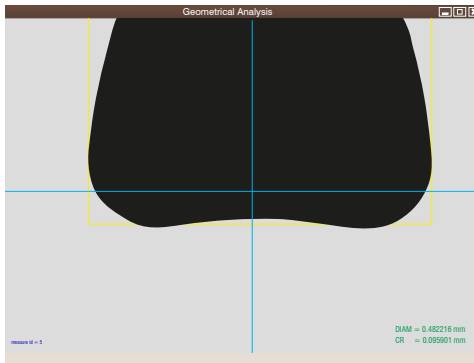 Geometrical Analysis
DIAM = 0.482216 mm
CR = 0.095901 mm
measure id = 5